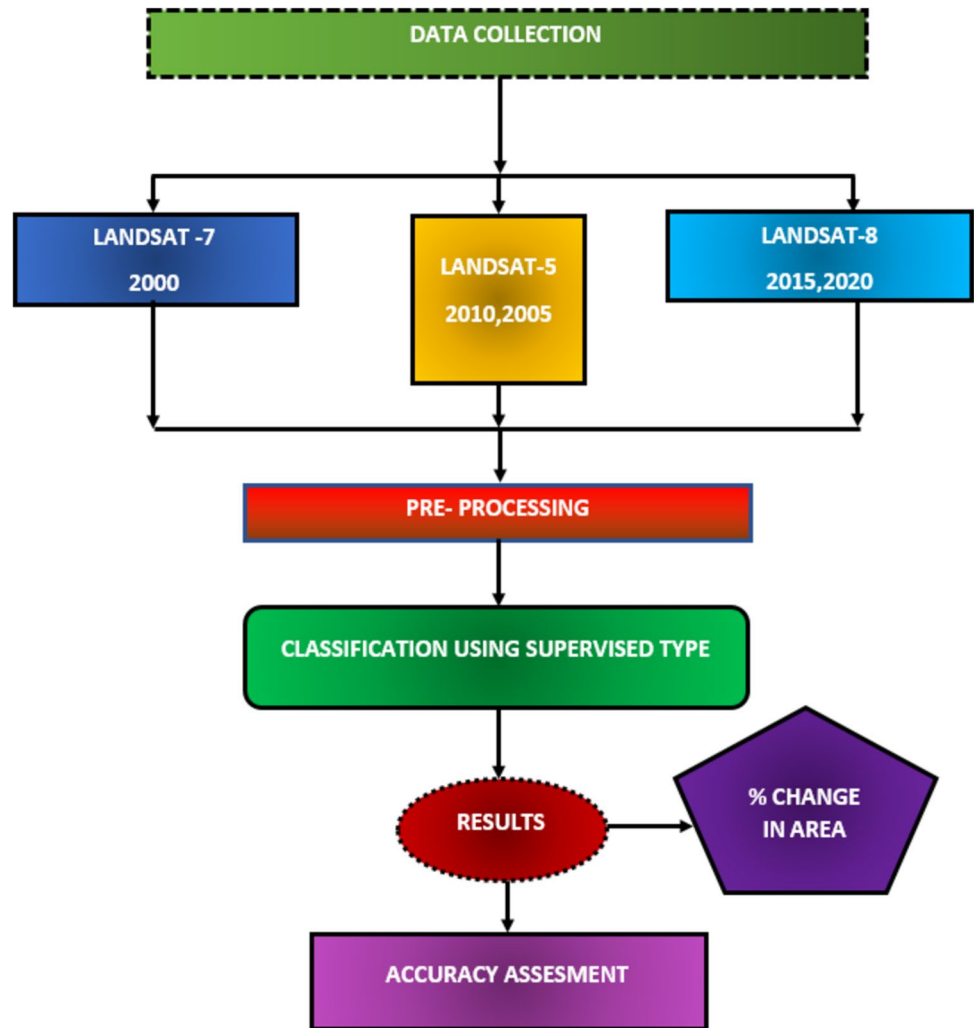 DATA COLLECTION
LANDSAT -7
2000
LANDSAT-5
2010,2005
LANDSAT-8
2015,2020
PRE- PROCESSING
CLASSIFICATION USING SUPERVISED TYPE
RESULTS
% CHANGE
IN AREA
ACCURACY ASSESMENT